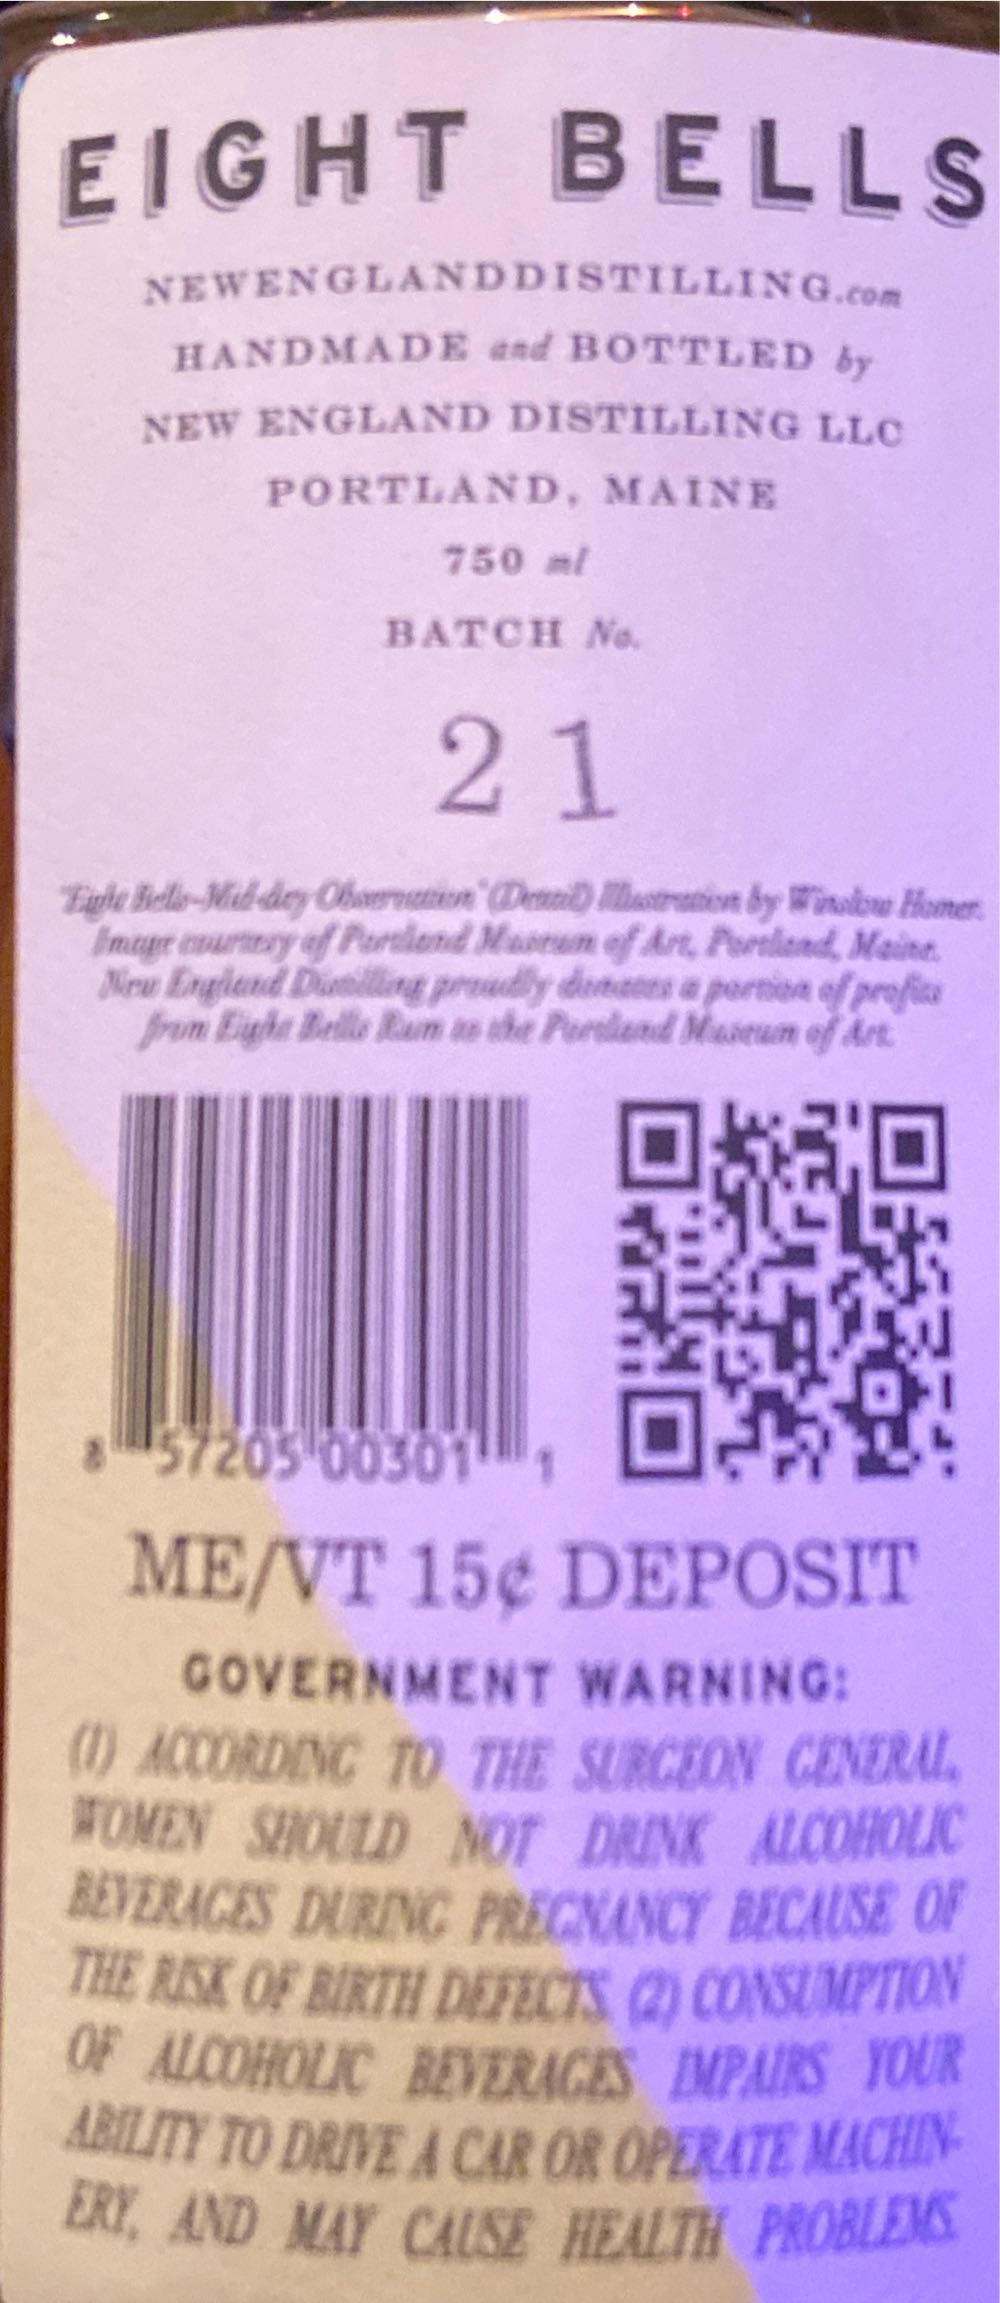 EIGHT BELLS
NEWENGLANDDISTILLING.com
HANDMADE and BOTTLED by
NEW ENGLAND DISTILLING LLC
PORTLAND, MAINE
750 ml
BATCH No.
21
"Eight Bells-Mid-day Observation" (Detail) Illustration by Winslow Homer.
Image courtesy of Portland Museum of Art, Portland, Maine.
New England Distilling proudly donates a portion of profits
from Eight Bells Rum to the Portland Museum of Art.
8 57205 00301 1
ME/VT 15¢ DEPOSIT
GOVERNMENT WARNING:
(1) ACCORDING TO THE SURGEON GENERAL,
WOMEN SHOULD NOT DRINK ALCOHOLIC
BEVERAGES DURING PREGNANCY BECAUSE OF
THE RISK OF BIRTH DEFECTS. (2) CONSUMPTION
OF ALCOHOLIC BEVERAGES IMPAIRS YOUR
ABILITY TO DRIVE A CAR OR OPERATE MACHIN-
ERY, AND MAY CAUSE HEALTH PROBLEMS.